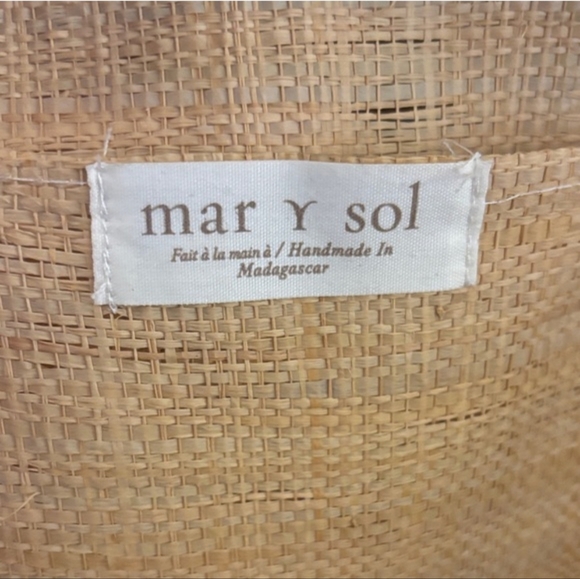 mar Y sol
Fait à la main à / Handmade In
Madagascar